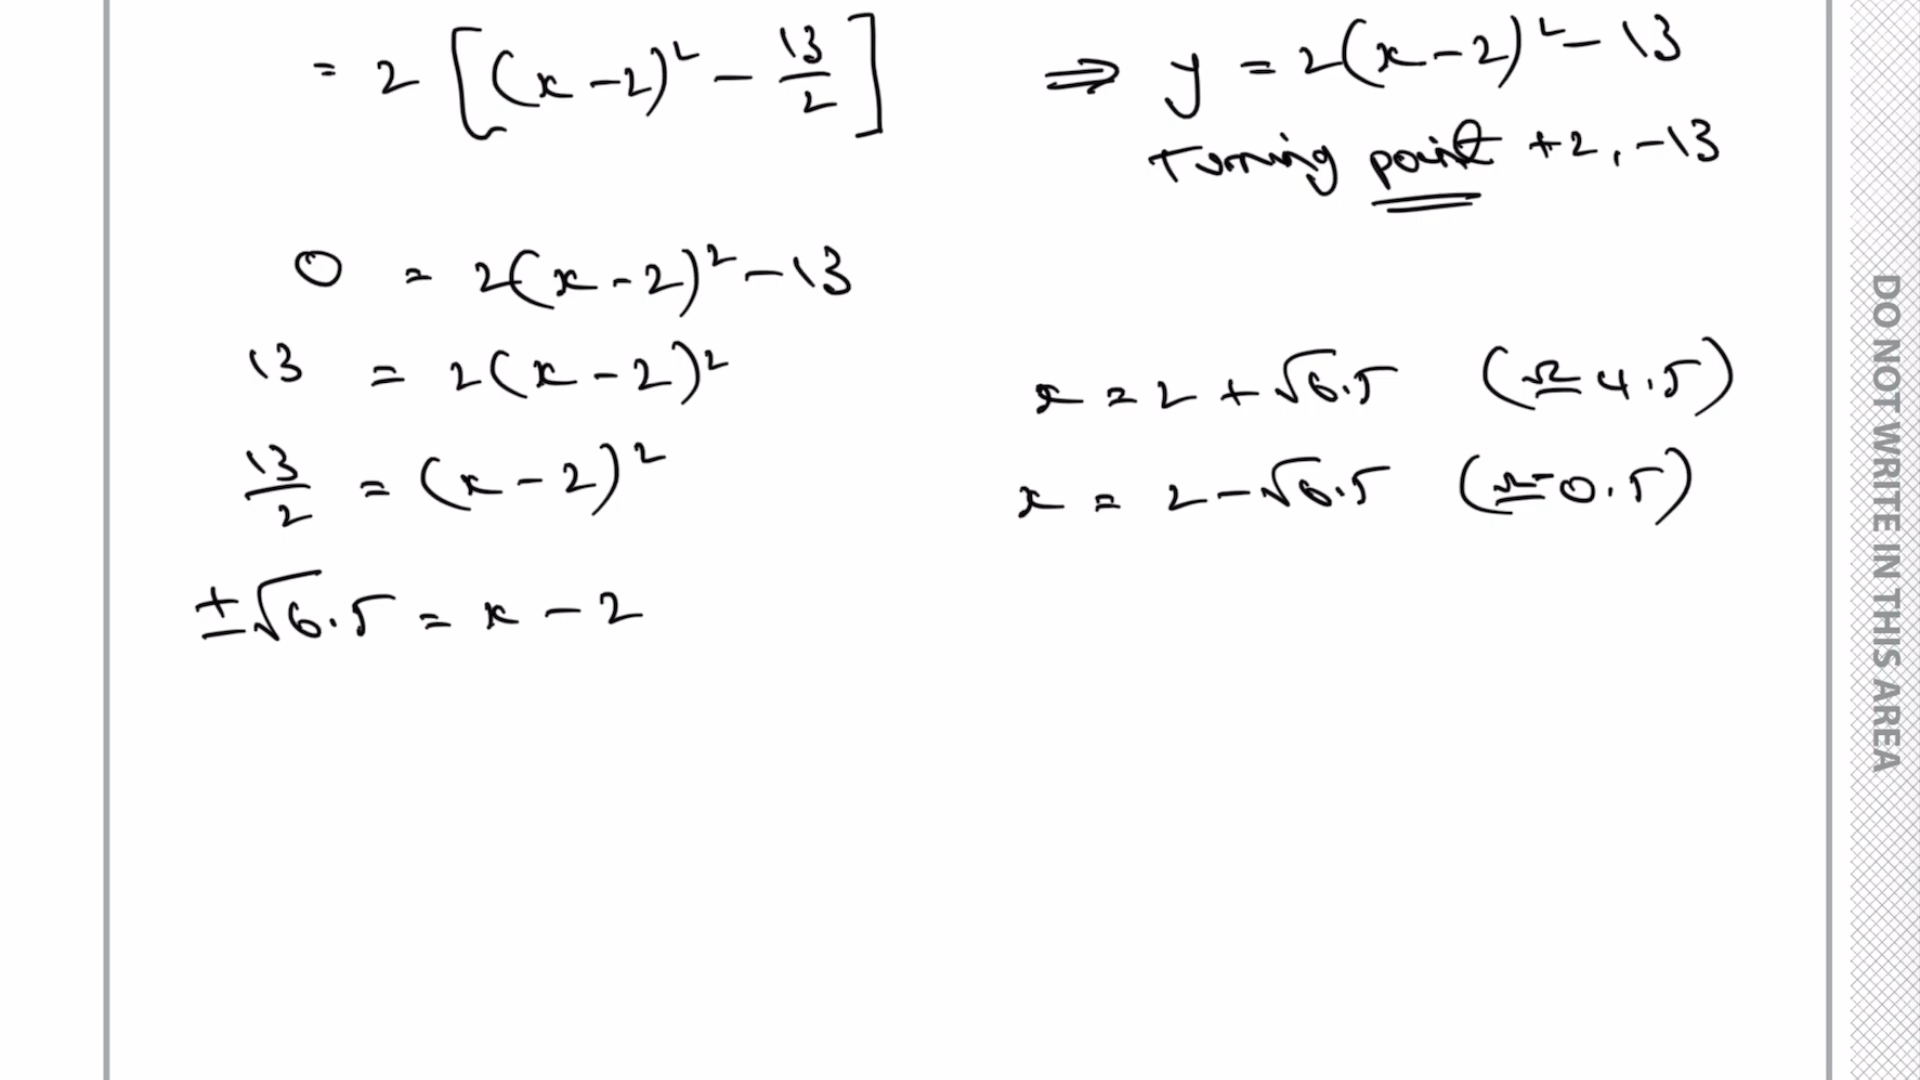 = 2 [(x-2)² - 13/2]
⇒ y = 2(x-2)² - 13
Turning point +2, -13
0 = 2(x-2)² - 13
13 = 2(x-2)²
13/2 = (x-2)²
±√6.5 = x - 2
x = 2 + √6.5 (≃ 4.5)
x = 2 - √6.5 (≃ -0.5)
DO NOT WRITE IN THIS AREA